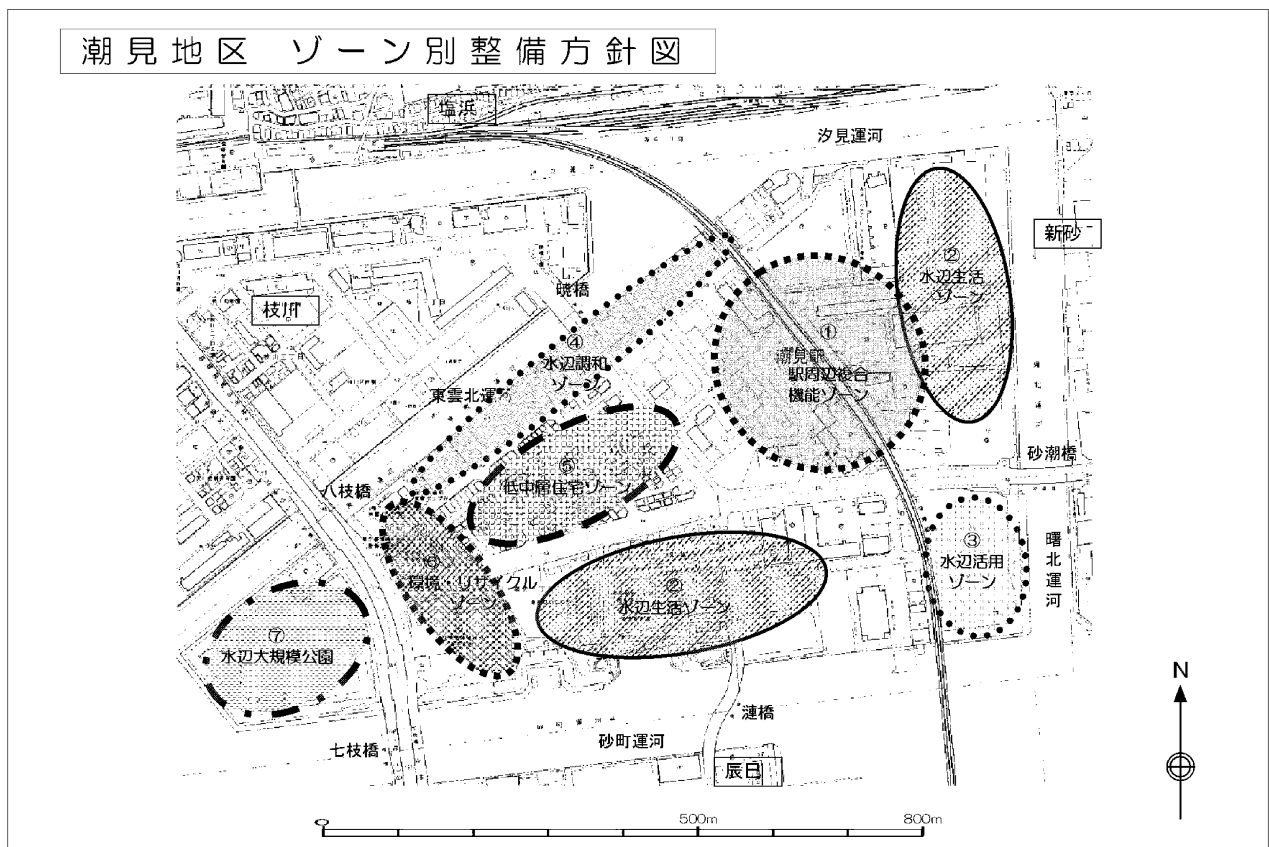 潮見地区 ゾーン別整備方針図
塩浜
汐見運河
新砂
②
水辺生活
ゾーン
枝川
暁橋
①
潮見駅
駅周辺複合
機能ゾーン
④
水辺調和
ゾーン
東雲北運
砂潮橋
八枝橋
⑤
低中層住宅ゾーン
③
水辺活用
ゾーン
曙北運河
⑥
環境・リサイクル
ゾーン
②
水辺生活ゾーン
⑦
水辺大規模公園
N
漣橋
七枝橋
砂町運河
辰巳
0
500m
800m